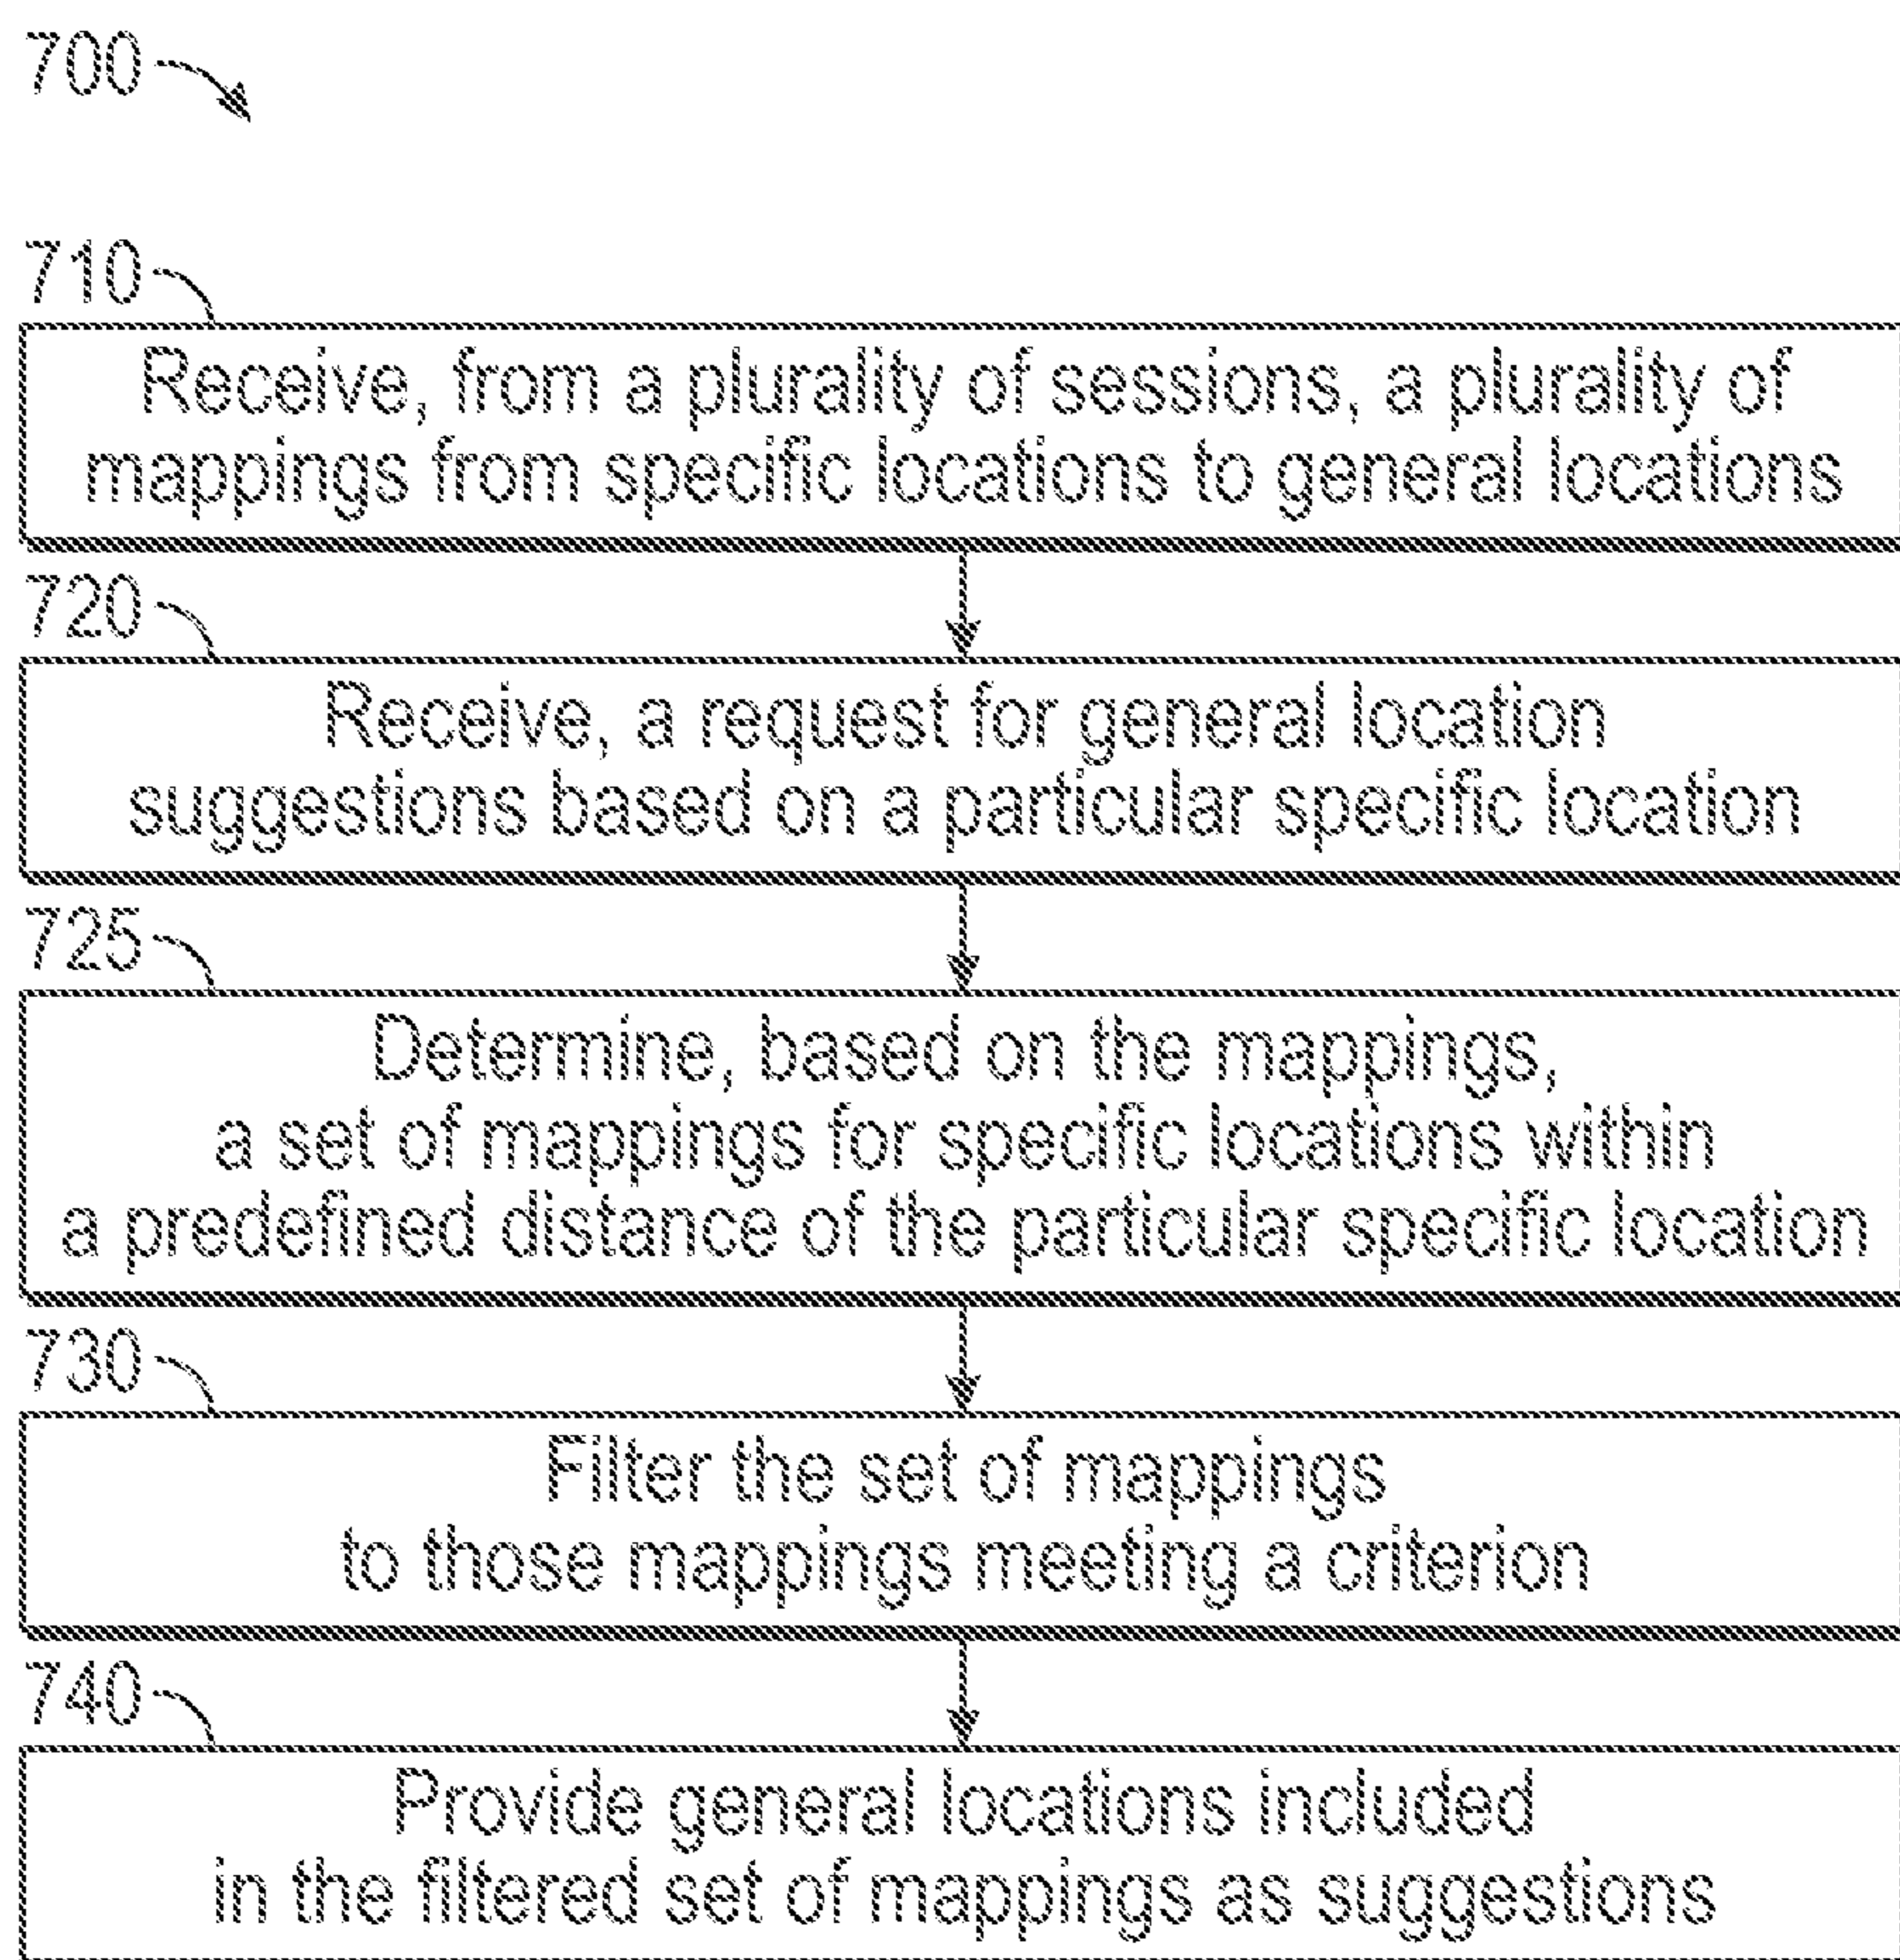 700
710
Receive, from a plurality of sessions, a plurality of
mappings from specific locations to general locations
720
Receive, a request for general location
suggestions based on a particular specific location
725
Determine, based on the mappings,
a set of mappings for specific locations within
a predefined distance of the particular specific location
730
Filter the set of mappings
to those mappings meeting a criterion
740
Provide general locations included
in the filtered set of mappings as suggestions